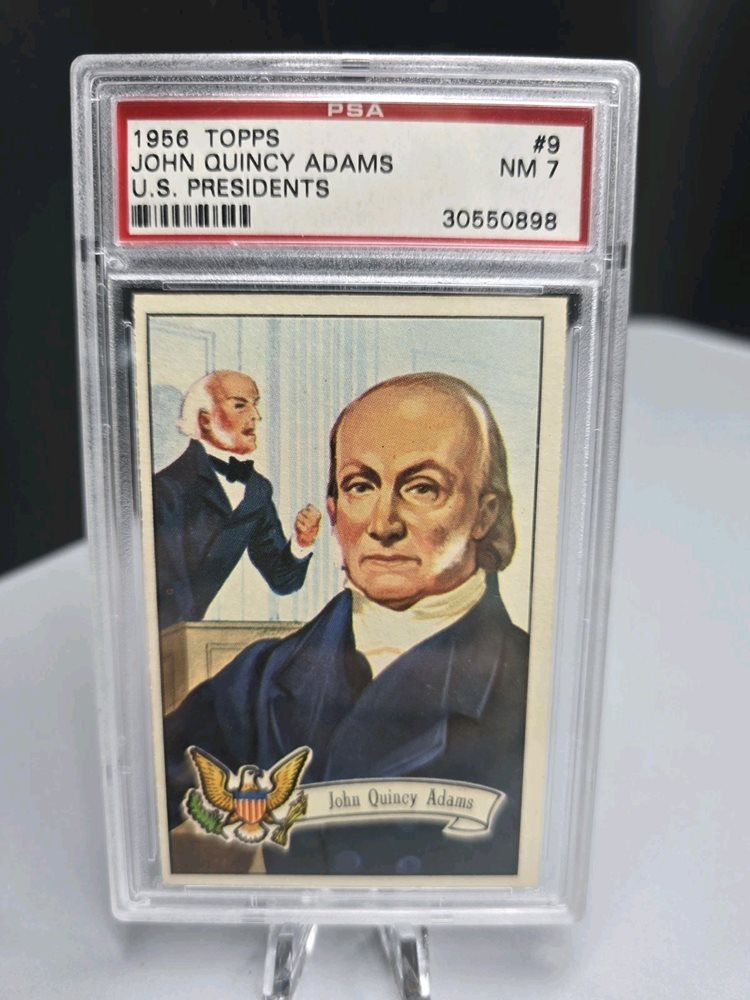 PSA
1956 TOPPS #9
JOHN QUINCY ADAMS NM 7
U.S. PRESIDENTS
30550898
John Quincy Adams